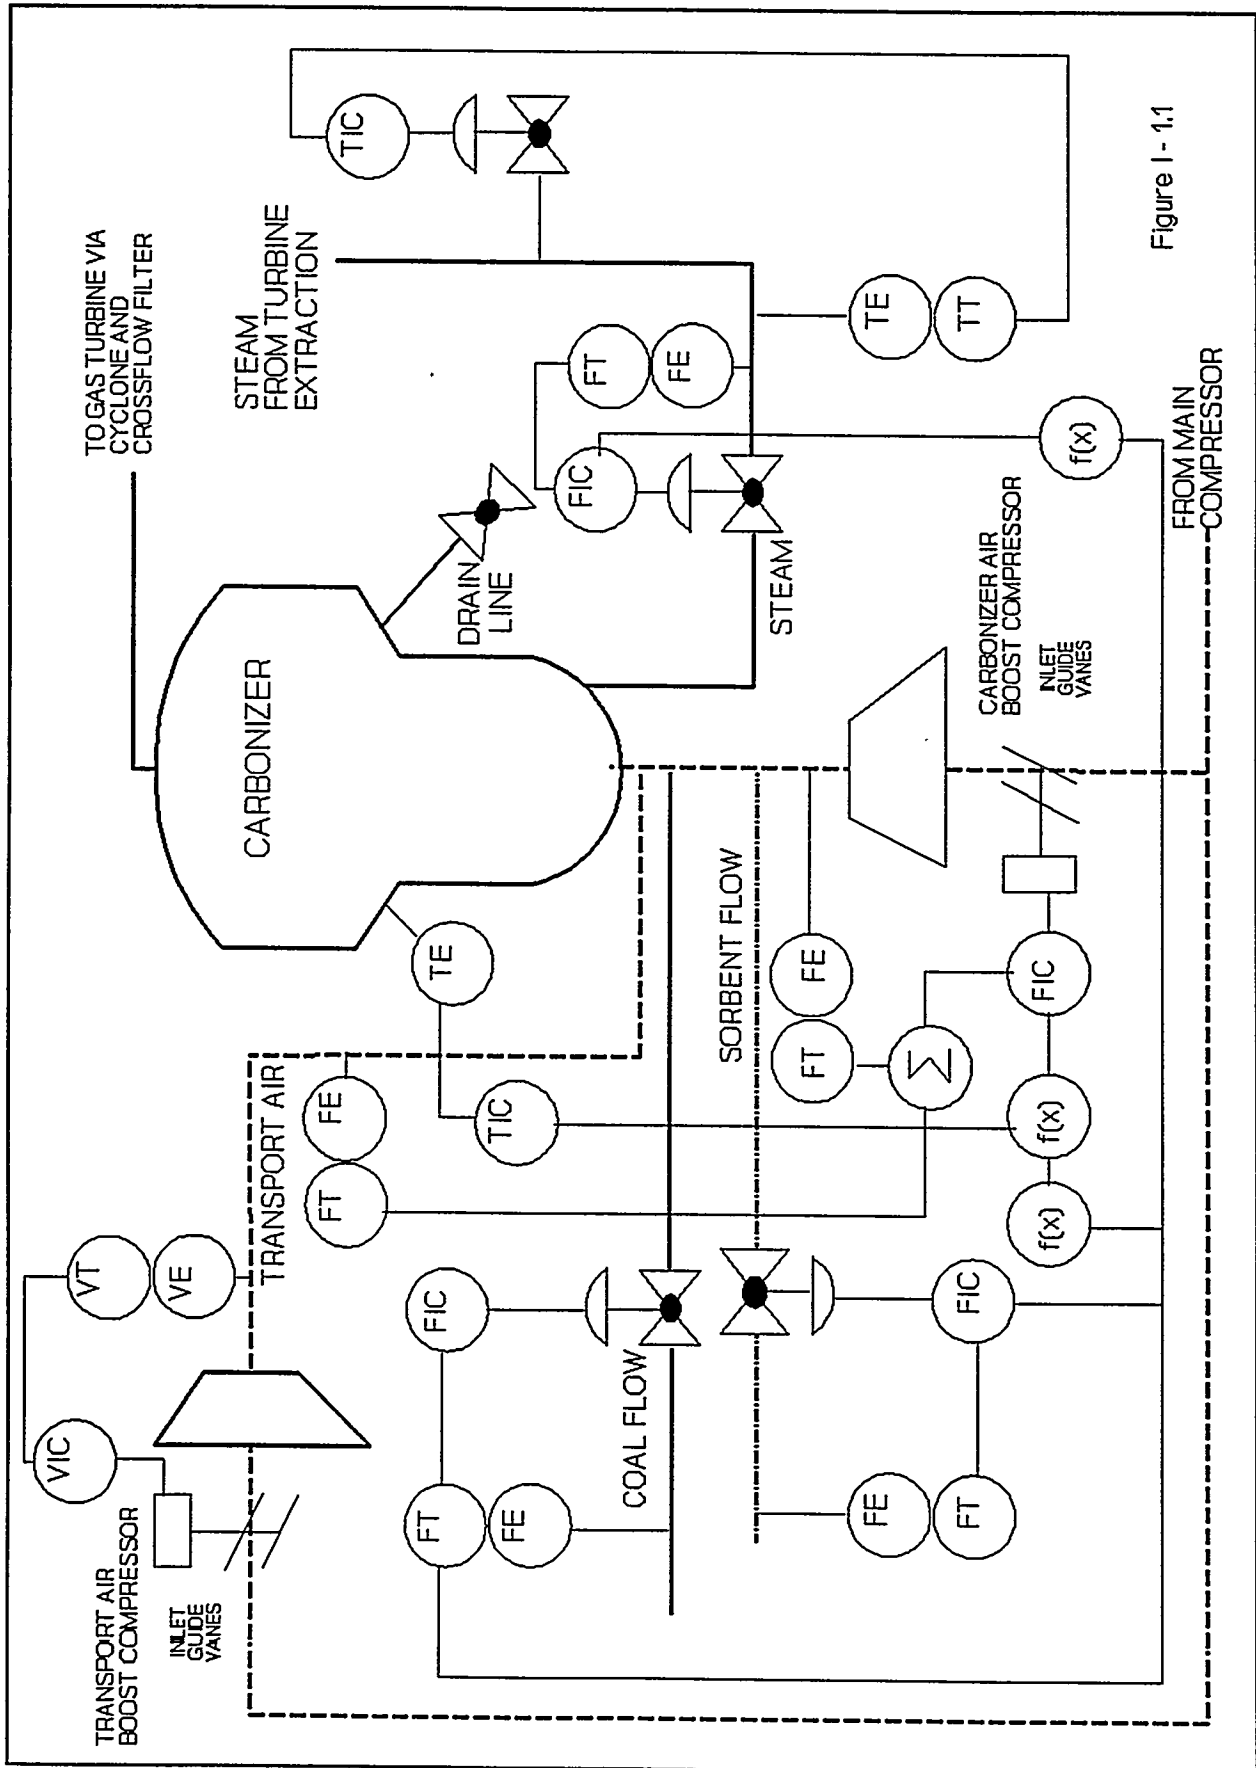 TO GAS TURBINE VIA
CYCLONE AND
CROSSFLOW FILTER
STEAM
FROM TURBINE
EXTRACTION
TIC
CARBONIZER
DRAIN
LINE
FT
FE
FIC
STEAM
TE
TT
f(x)
FROM MAIN
COMPRESSOR
CARBONIZER AIR
BOOST COMPRESSOR
INLET
GUIDE
VANES
TE
TIC
TRANSPORT AIR
FE
FT
VT
VE
VIC
TRANSPORT AIR
BOOST COMPRESSOR
INLET
GUIDE
VANES
FIC
FT
FE
COAL FLOW
SORBENT FLOW
FE
FT
Σ
FIC
f(x)
f(x)
FIC
FE
FT
Figure I - 1.1